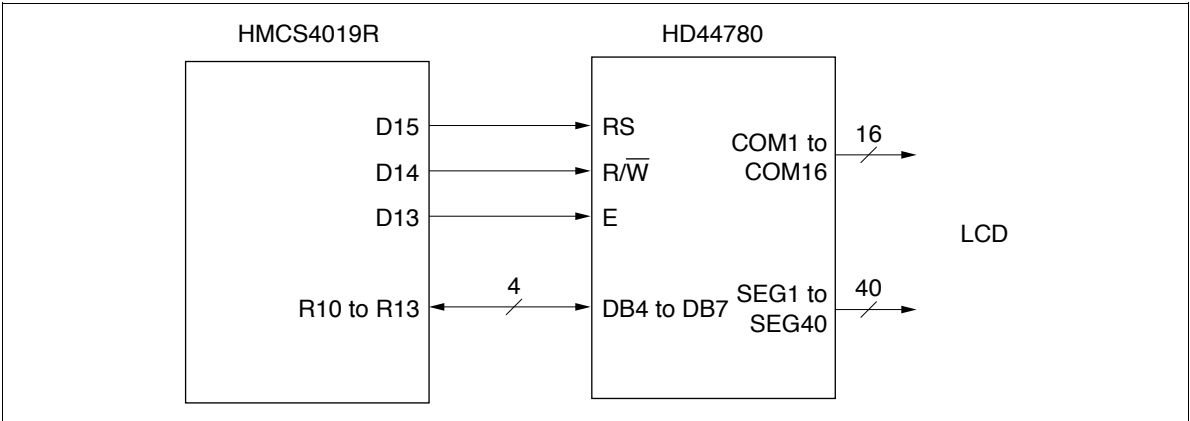 HMCS4019R
HD44780
D15
RS
COM1 to
COM16
16
D14
R/W̅
D13
E
LCD
R10 to R13
4
DB4 to DB7
SEG1 to
SEG40
40